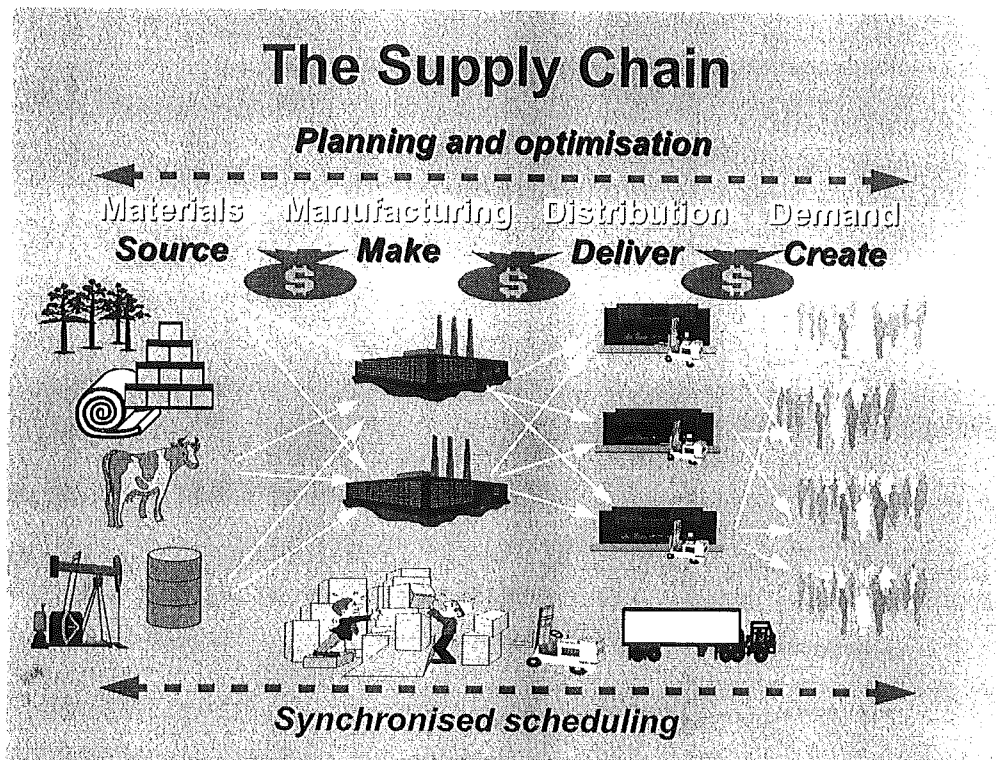 The Supply Chain
Planning and optimisation
Materials Manufacturing Distribution Demand
Source Make Deliver Create
$ $ $
Synchronised scheduling